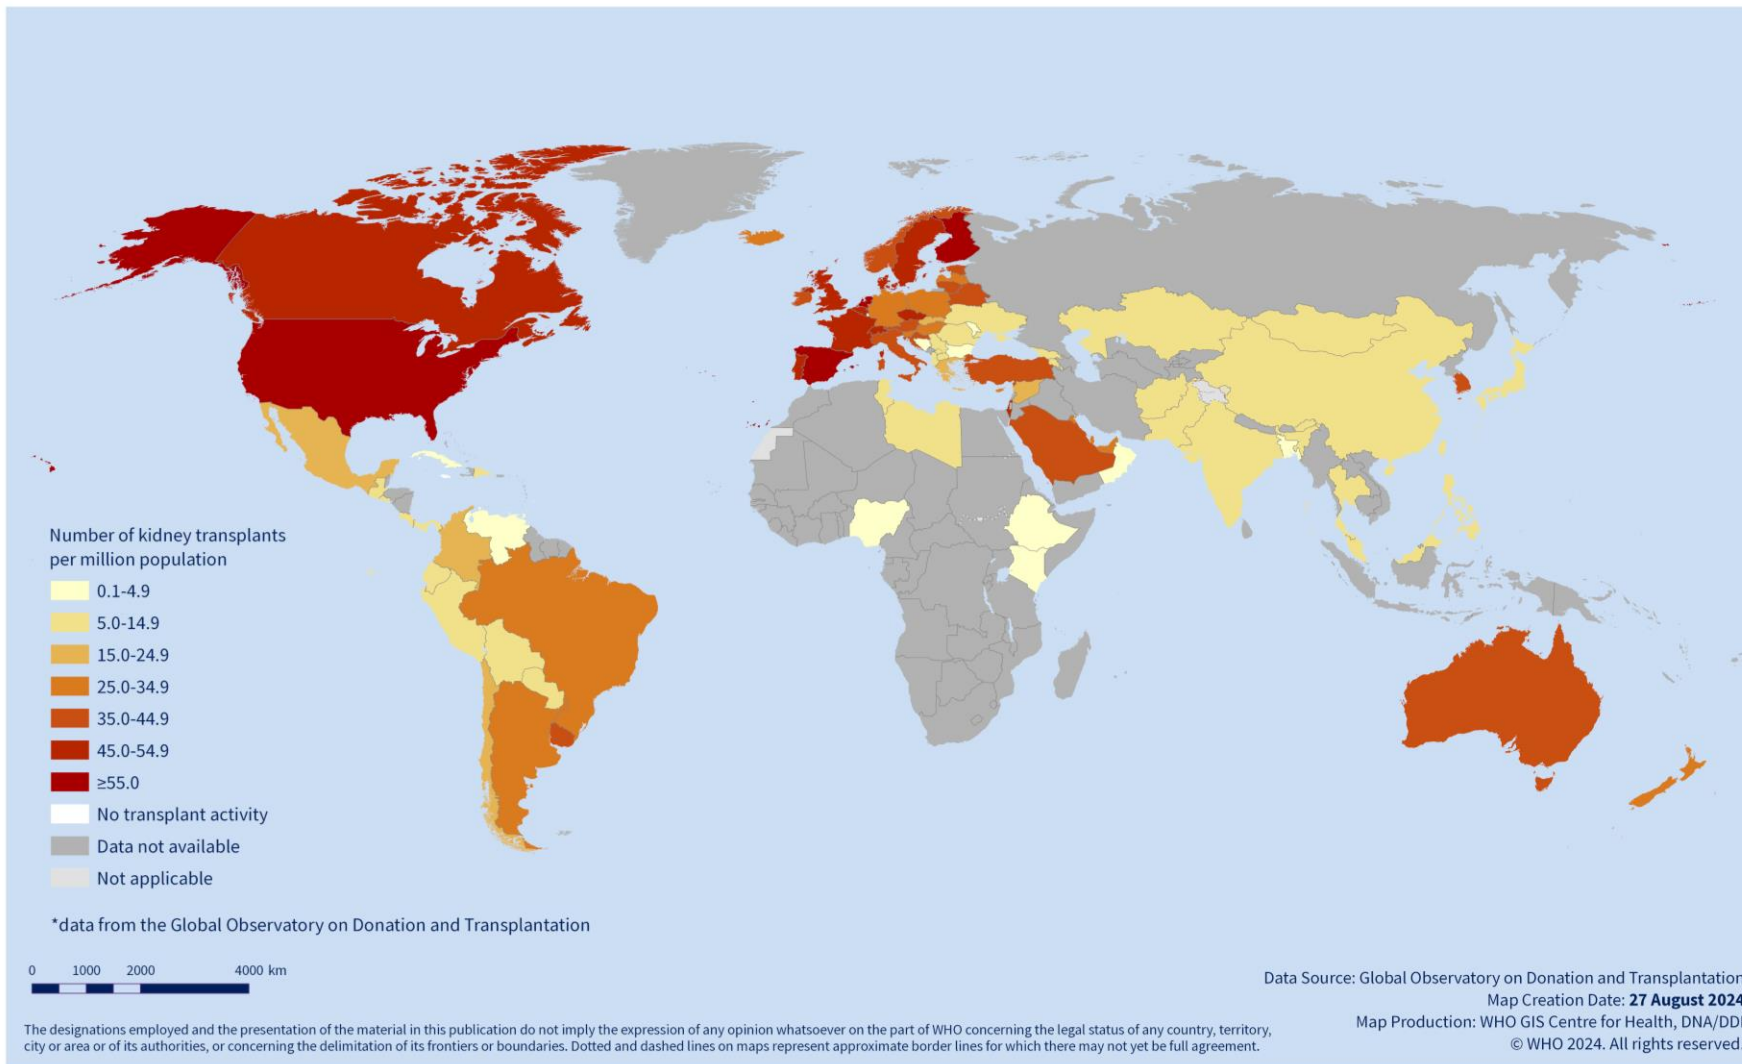 Number of kidney transplants
per million population
0.1-4.9
5.0-14.9
15.0-24.9
25.0-34.9
35.0-44.9
45.0-54.9
≥55.0
No transplant activity
Data not available
Not applicable
*data from the Global Observatory on Donation and Transplantation
0 1000 2000 4000 km
Data Source: Global Observatory on Donation and Transplantation
Map Creation Date: 27 August 2024
Map Production: WHO GIS Centre for Health, DNA/DDI
© WHO 2024. All rights reserved.
The designations employed and the presentation of the material in this publication do not imply the expression of any opinion whatsoever on the part of WHO concerning the legal status of any country, territory,
city or area or of its authorities, or concerning the delimitation of its frontiers or boundaries. Dotted and dashed lines on maps represent approximate border lines for which there may not yet be full agreement.